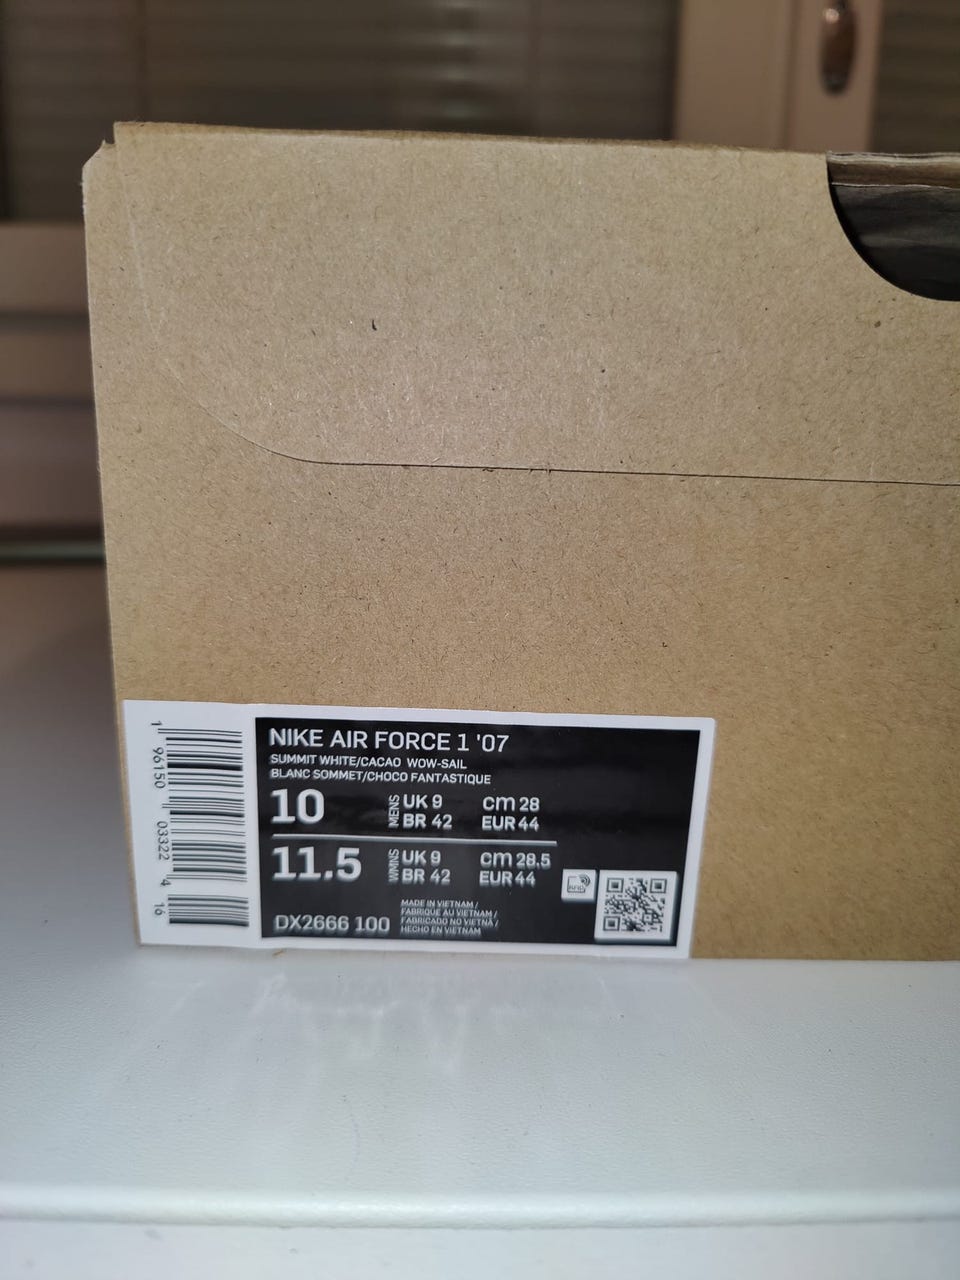 NIKE AIR FORCE 1 '07
SUMMIT WHITE/CACAO WOW-SAIL
BLANC SOMMET/CHOCO FANTASTIQUE
10 MENS UK 9 cm 28
BR 42 EUR 44
11.5 WMNS UK 9 cm 28.5
BR 42 EUR 44
DX2666 100
MADE IN VIETNAM /
FABRIQUE AU VIETNAM /
FABRICADO NO VIETNÃ /
HECHO EN VIETNAM
RFID
1 96150 03322 4 16